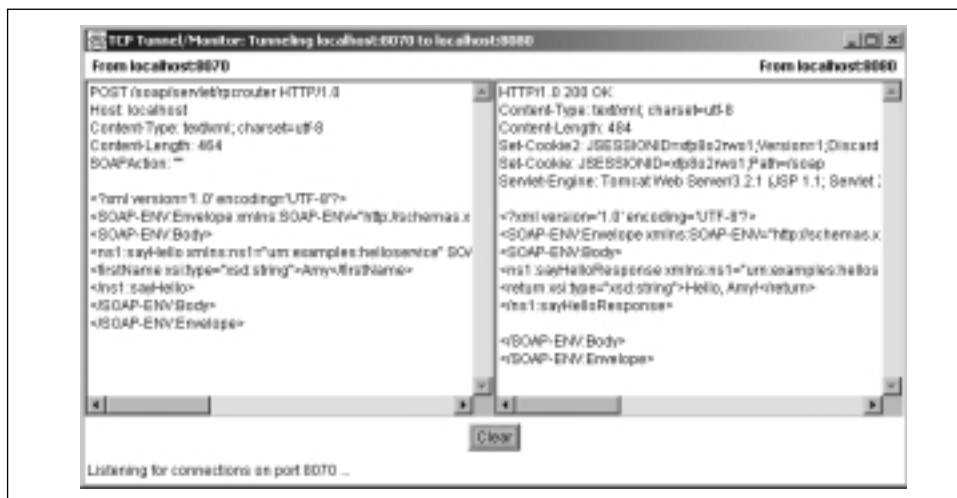 TCP Tunnel/Monitor: Tunneling localhost:8070 to localhost:8080
From localhost:8070
POST /soap/servlet/rpcrouter HTTP/1.0
Host: localhost
Content-Type: text/xml; charset=utf-8
Content-Length: 464
SOAPAction: ""
<?xml version='1.0' encoding='UTF-8'?>
<SOAP-ENV:Envelope xmlns:SOAP-ENV="http://schemas.x
<SOAP-ENV:Body>
<ns1:sayHello xmlns:ns1="urn:examples:helloservice" SOA
<firstName xsi:type="xsd:string">Amy</firstName>
</ns1:sayHello>
</SOAP-ENV:Body>
</SOAP-ENV:Envelope>
From localhost:8080
HTTP/1.0 200 OK
Content-Type: text/xml; charset=utf-8
Content-Length: 484
Set-Cookie2: JSESSIONID=;Version=1;Discard
Set-Cookie: JSESSIONID=;Path=/soap
Servlet-Engine: Tomcat Web Server/3.2.1 (JSP 1.1; Servlet 2
<?xml version='1.0' encoding='UTF-8'?>
<SOAP-ENV:Envelope xmlns:SOAP-ENV="http://schemas.x
<SOAP-ENV:Body>
<ns1:sayHelloResponse xmlns:ns1="urn:examples:hellos
<return xsi:type="xsd:string">Hello, Amy!</return>
</ns1:sayHelloResponse>
</SOAP-ENV:Body>
</SOAP-ENV:Envelope>
Clear
Listening for connections on port 8070 ...